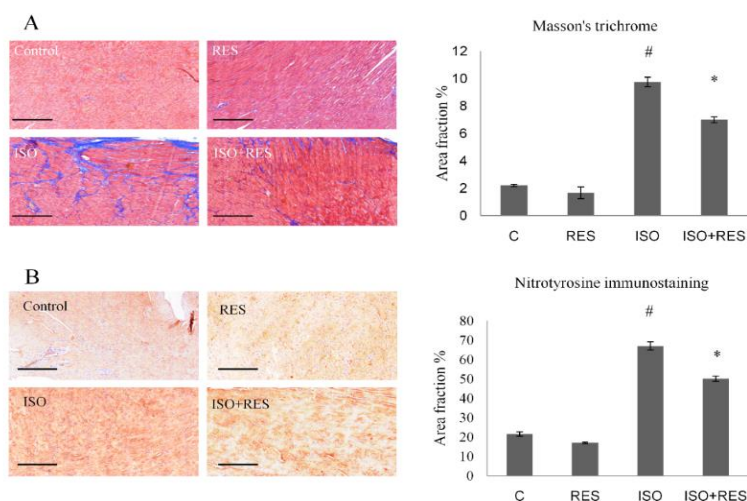 A
Control
RES
ISO
ISO+RES
Masson's trichrome
Area fraction %
12
10
8
6
4
2
0
#
*
C RES ISO ISO+RES
B
Control
RES
ISO
ISO+RES
Nitrotyrosine immunostaining
Area fraction %
80
70
60
50
40
30
20
10
0
#
*
C RES ISO ISO+RES